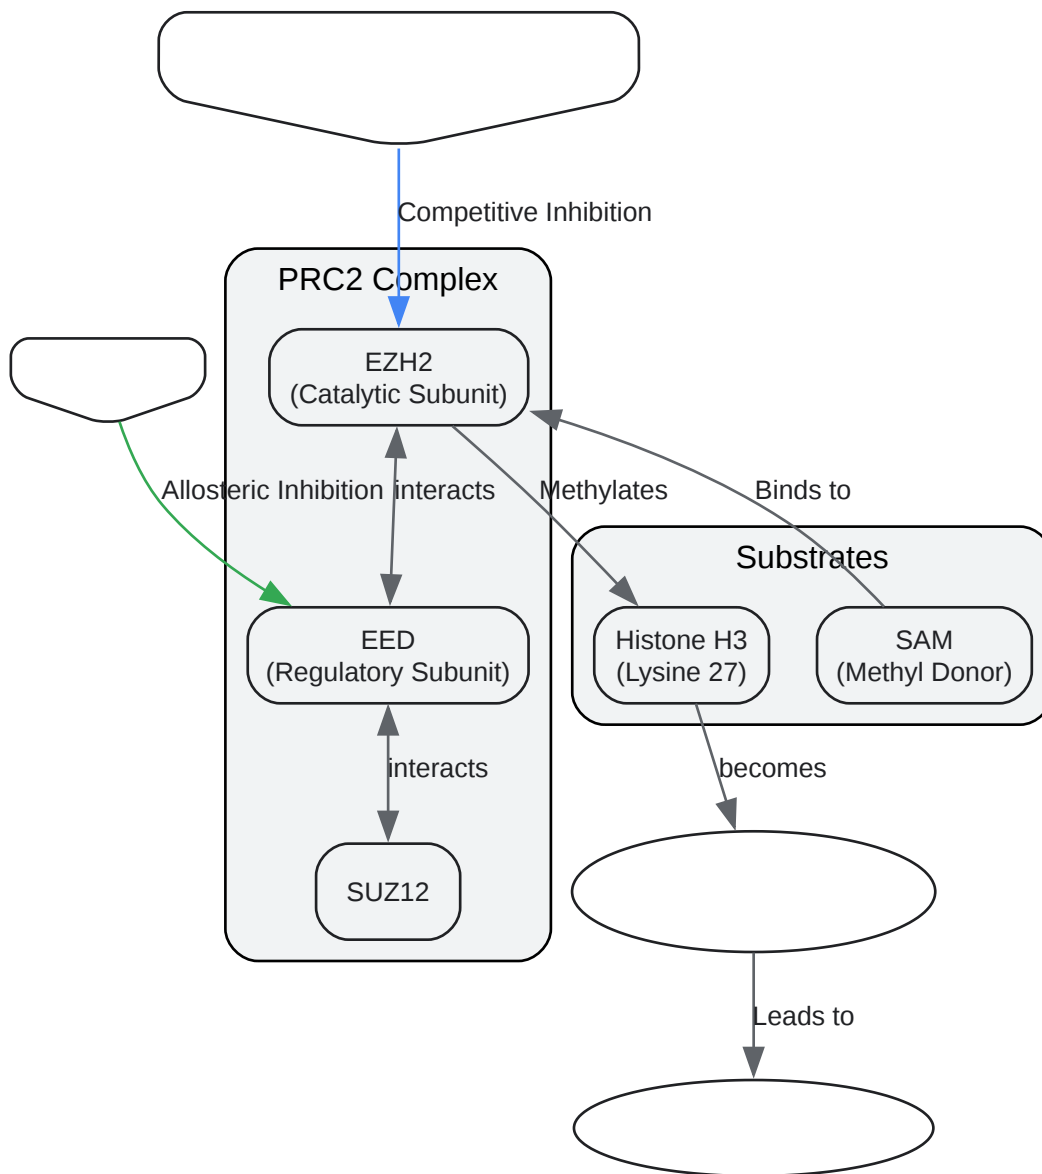 Competitive Inhibition
PRC2 Complex
EZH2
(Catalytic Subunit)
Allosteric Inhibition
interacts
Methylates
Binds to
Substrates
EED
(Regulatory Subunit)
Histone H3
(Lysine 27)
SAM
(Methyl Donor)
interacts
becomes
SUZ12
Leads to